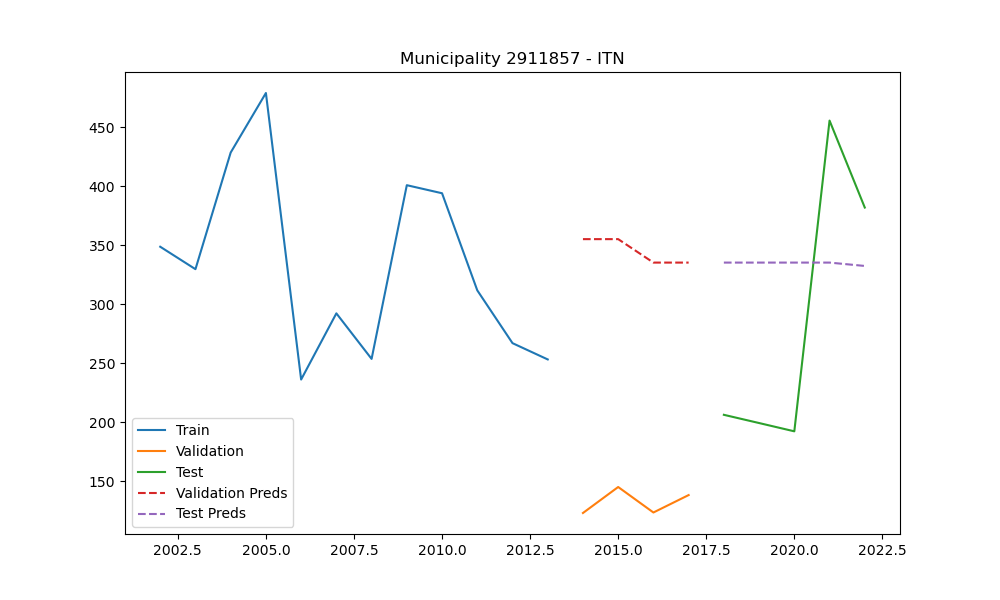 Municipality 2911857 - ITN
450
400
350
300
250
200
150
Train
Validation
Test
Validation Preds
Test Preds
2002.5 2005.0 2007.5 2010.0 2012.5 2015.0 2017.5 2020.0 2022.5